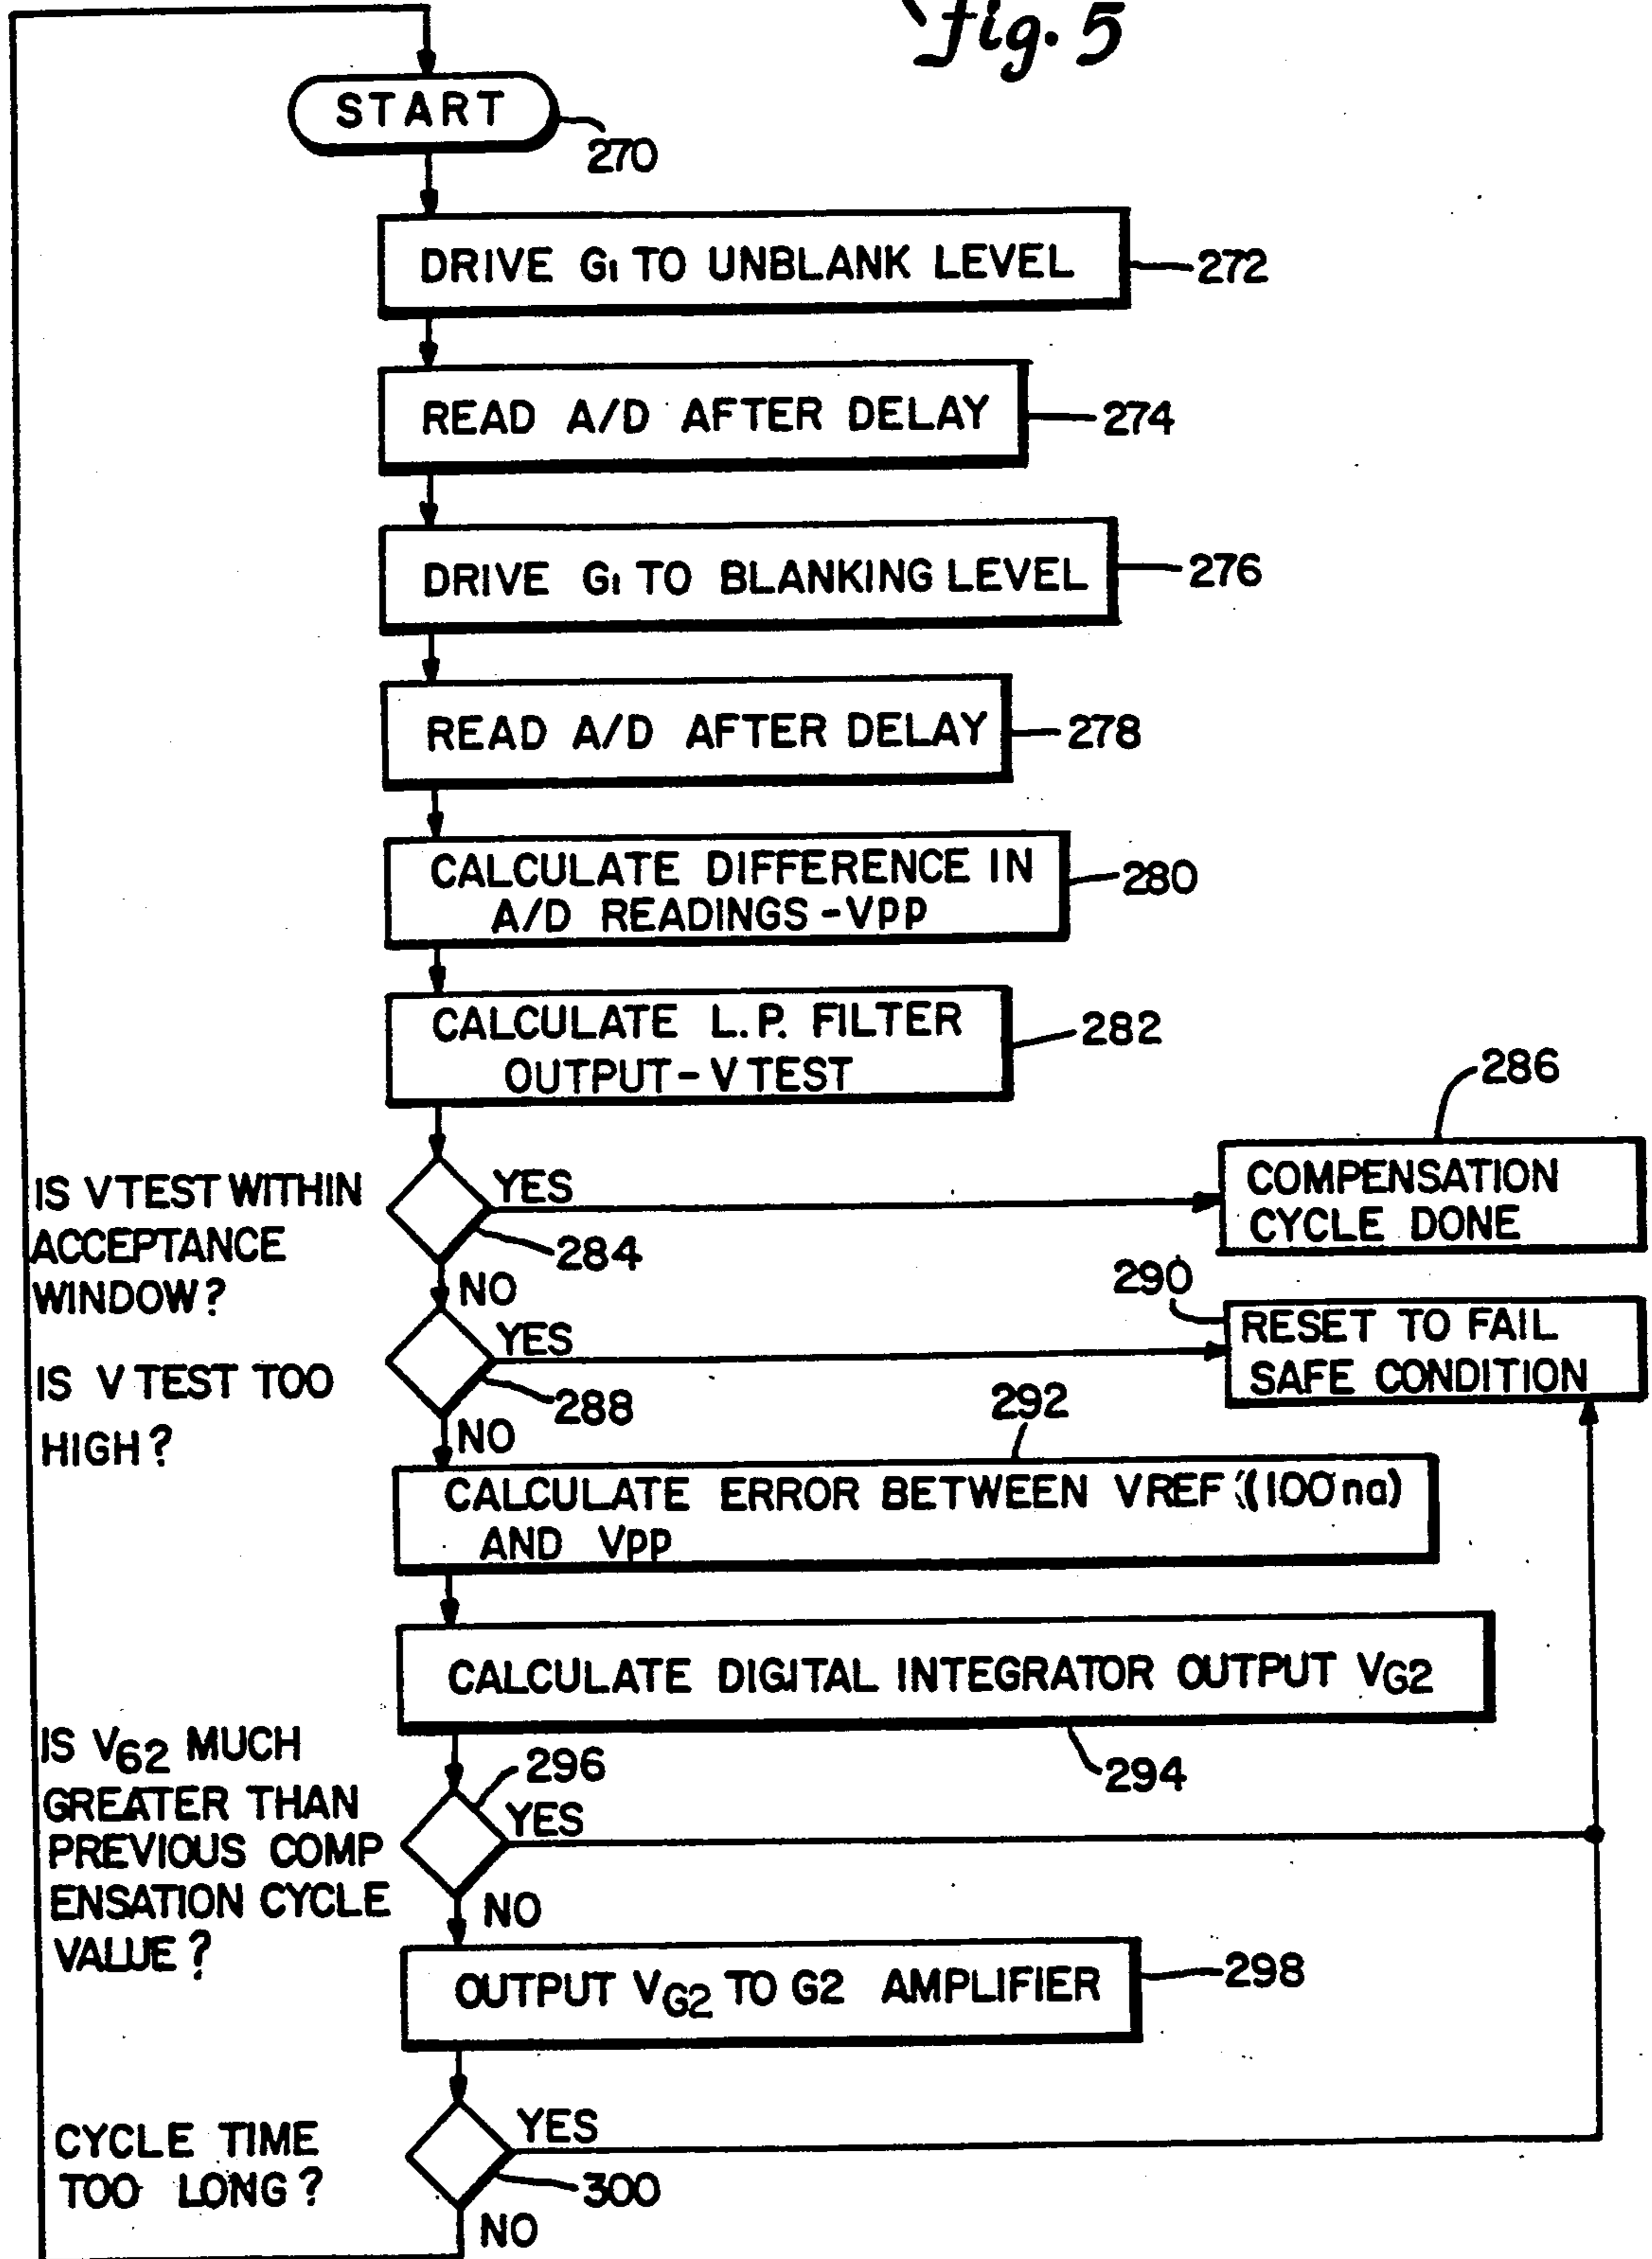 Fig. 5
START
270
DRIVE G1 TO UNBLANK LEVEL
272
READ A/D AFTER DELAY
274
DRIVE G1 TO BLANKING LEVEL
276
READ A/D AFTER DELAY
278
CALCULATE DIFFERENCE IN
A/D READINGS - Vpp
280
CALCULATE L.P. FILTER
OUTPUT - V TEST
282
286
COMPENSATION
CYCLE DONE
IS V TEST WITHIN
ACCEPTANCE
WINDOW?
YES
284
NO
290
RESET TO FAIL
SAFE CONDITION
IS V TEST TOO
HIGH?
YES
288
NO
292
CALCULATE ERROR BETWEEN VREF (100na)
AND Vpp
CALCULATE DIGITAL INTEGRATOR OUTPUT VG2
294
IS V62 MUCH
GREATER THAN
PREVIOUS COMP
ENSATION CYCLE
VALUE?
296
YES
NO
OUTPUT VG2 TO G2 AMPLIFIER
298
CYCLE TIME
TOO LONG?
YES
300
NO